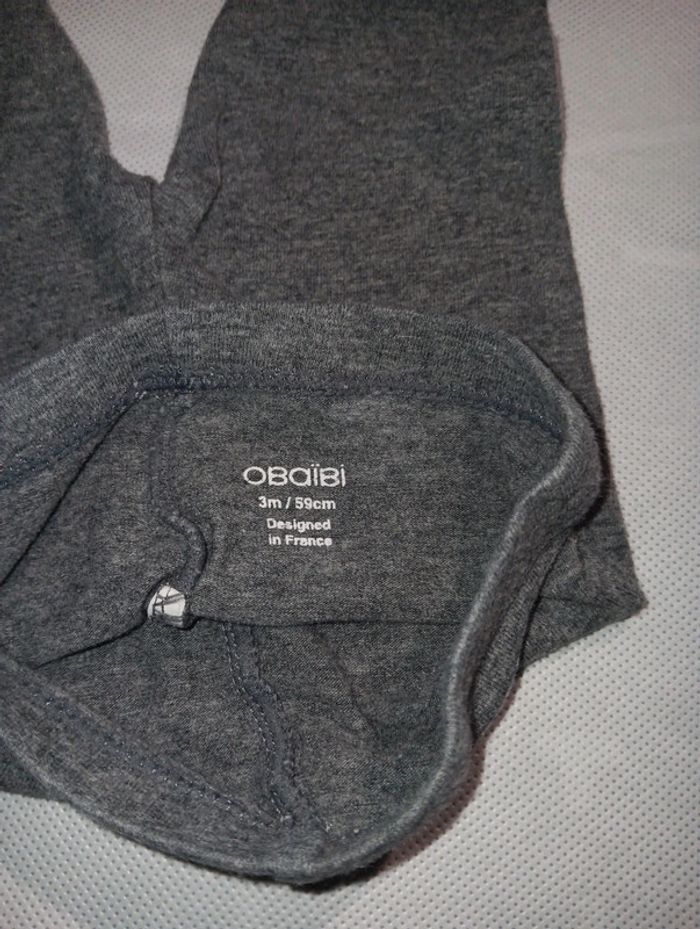 OBaïBi
3m / 59cm
Designed
in France